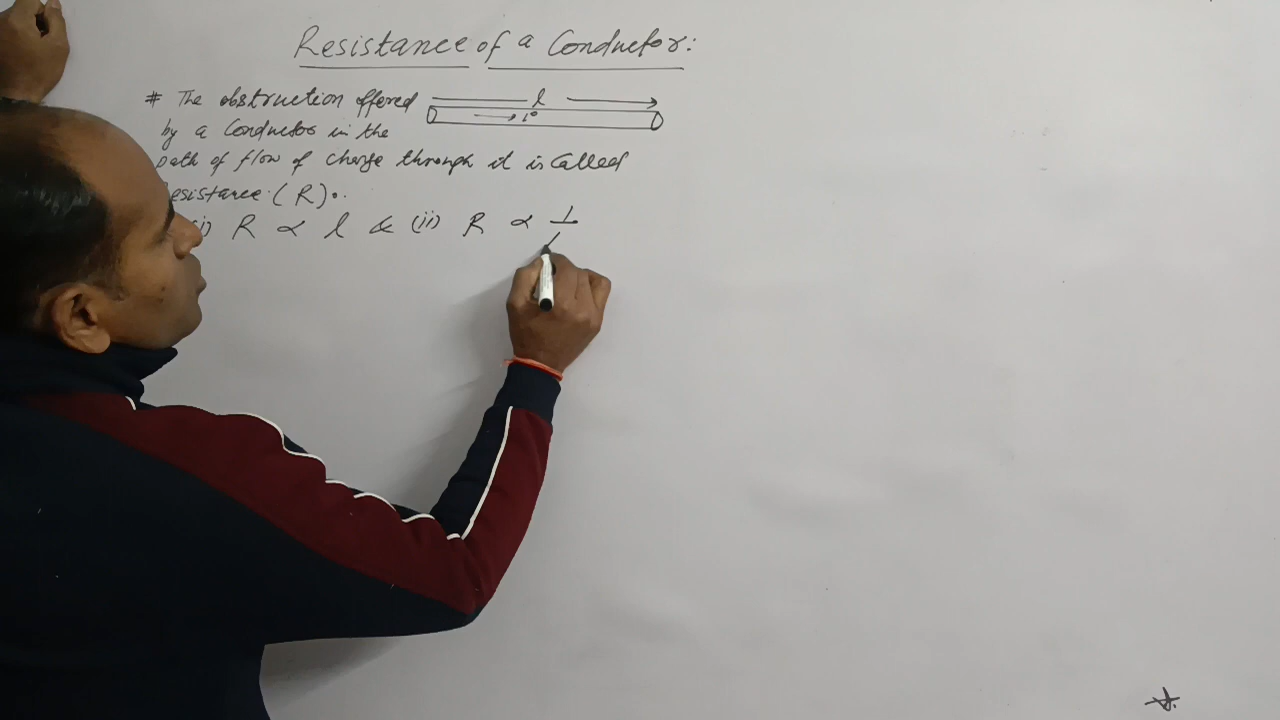 Resistance of a Conductor:
# The obstruction offered
l
i
by a Conductor in the
path of flow of charge through it is Called
esistance (R).
(i) R ∝ l & (ii) R ∝ 1/